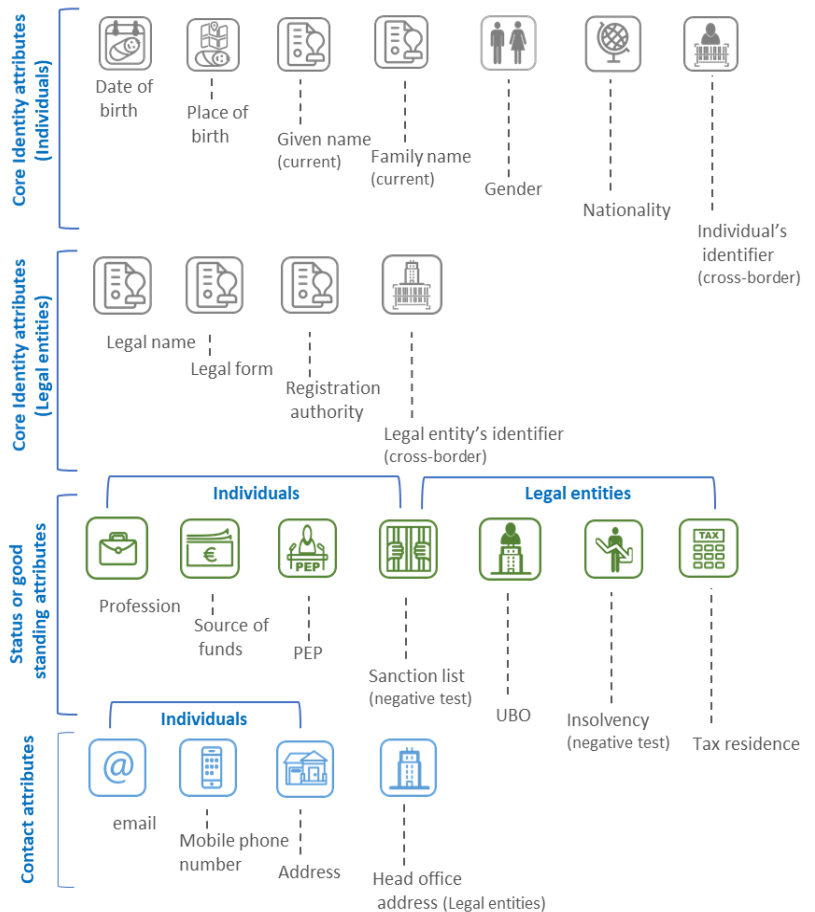 Core Identity attributes
(Individuals)
Date of
birth
Place of
birth
Given name
(current)
Family name
(current)
Gender
Nationality
Individual's
identifier
(cross-border)
Core Identity attributes
(Legal entities)
Legal name
Legal form
Registration
authority
Legal entity's identifier
(cross-border)
Status or good
standing attributes
Individuals
Legal entities
€
PEP
TAX
Profession
Source of
funds
PEP
Sanction list
(negative test)
UBO
Insolvency
(negative test)
Tax residence
Contact attributes
Individuals
@
email
Mobile phone
number
Address
Head office
address (Legal entities)